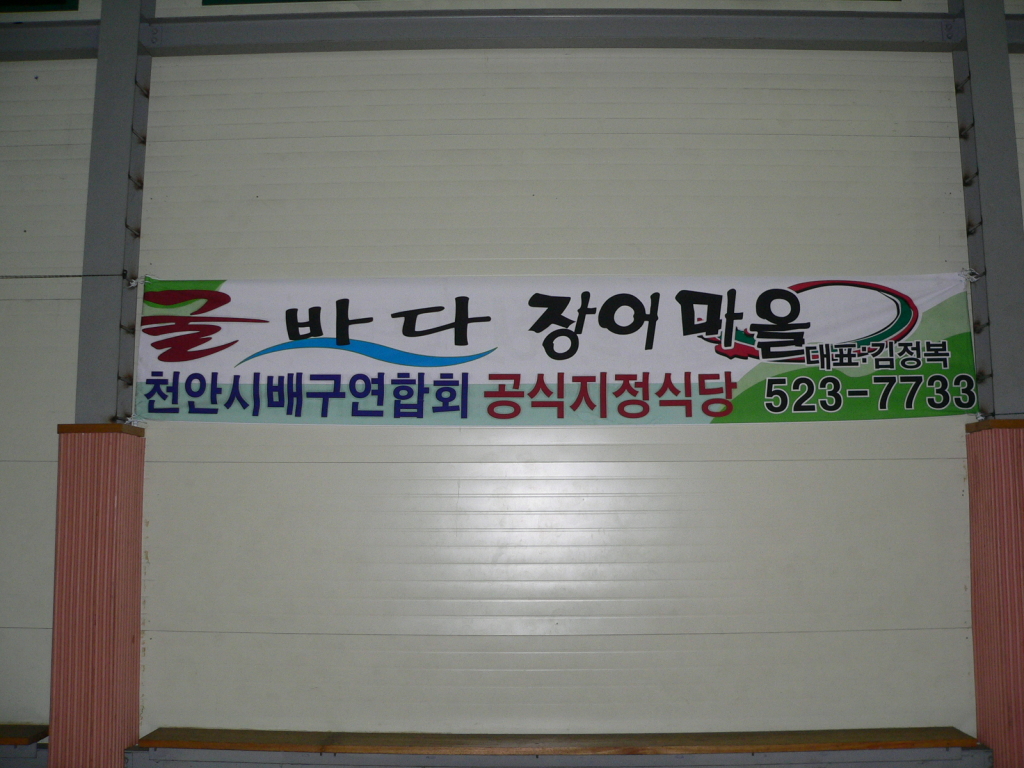 굴 바다 장어마을
대표:김정복
천안시배구연합회 공식지정식당 523-7733